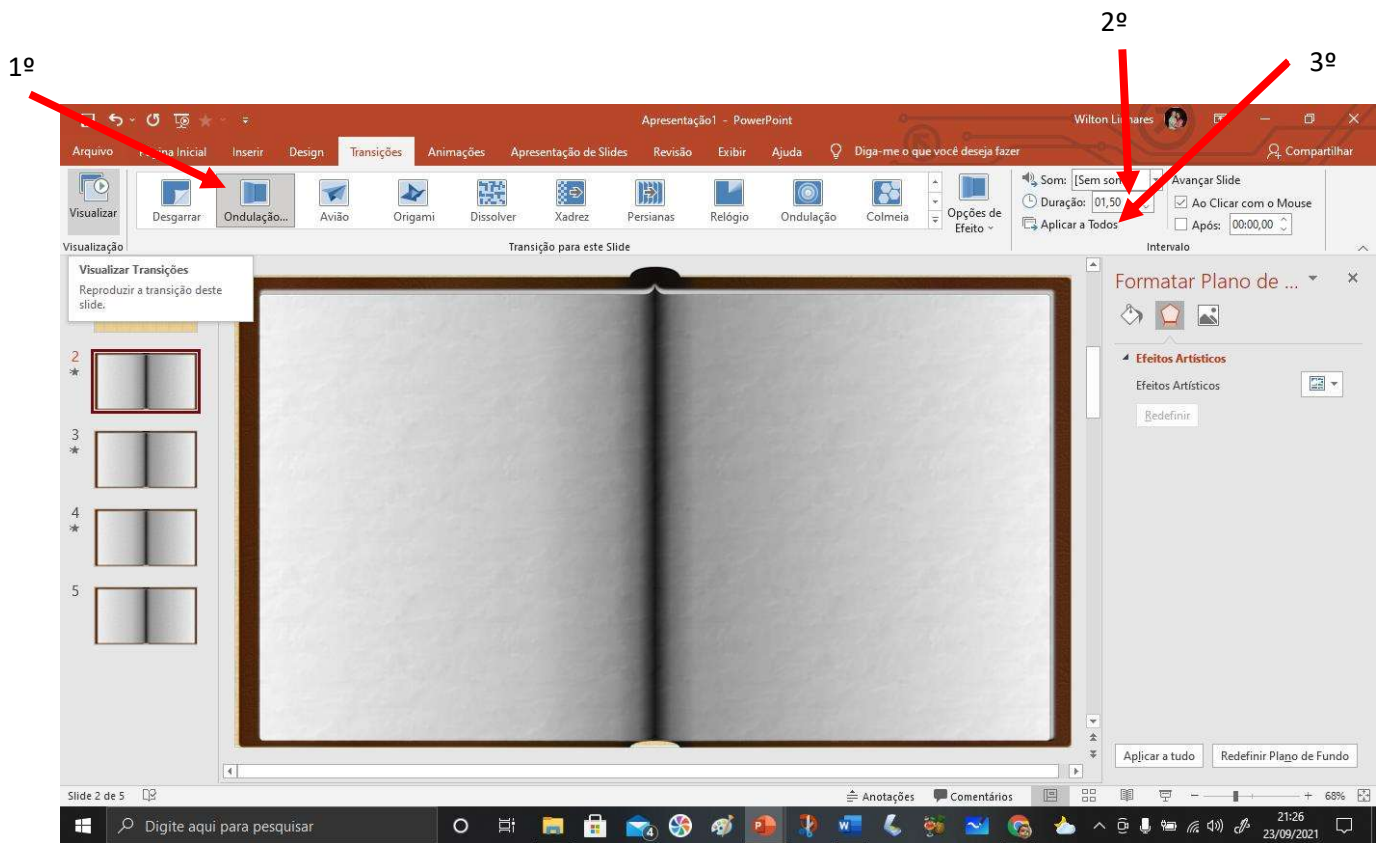 2º
1º
3º
Apresentação1 - PowerPoint
Arquivo Inserir Design Transições Animações Apresentação de Slides Revisão Exibir Ajuda Diga-me o que você deseja fazer Compartilhar
Visualizar
Desgarrar Ondulação... Avião Origami Dissolver Xadrez Persianas Relógio Ondulação Colmeia
Opções de
Efeito
Som: [Sem som] Avançar Slide
Duração: 01,50 Ao Clicar com o Mouse
Aplicar a Todos Após: 00:00,00
Visualização Transição para este Slide Intervalo
Visualizar Transições
Reproduzir a transição deste
slide.
2
3
4
5
Formatar Plano de ...
Efeitos Artísticos
Efeitos Artísticos
Redefinir
Aplicar a tudo Redefinir Plano de Fundo
Slide 2 de 5 Anotações Comentários 68%
Digite aqui para pesquisar
4
21:26
23/09/2021